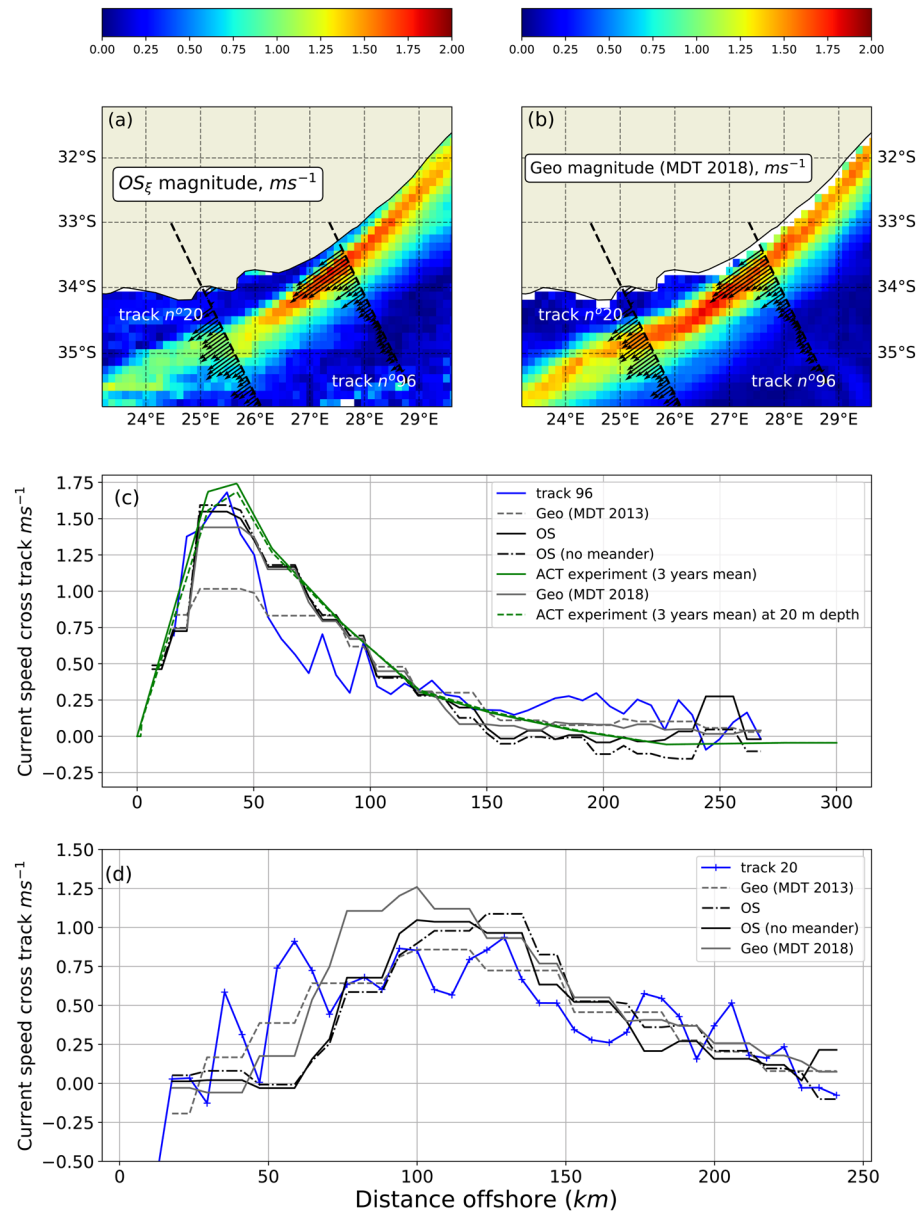 0.00 0.25 0.50 0.75 1.00 1.25 1.50 1.75 2.00
0.00 0.25 0.50 0.75 1.00 1.25 1.50 1.75 2.00
(a)
OSξ magnitude, ms⁻¹
track nº20
track nº96
32°S
33°S
34°S
35°S
24°E 25°E 26°E 27°E 28°E 29°E
(b)
Geo magnitude (MDT 2018), ms⁻¹
track nº20
track nº96
32°S
33°S
34°S
35°S
24°E 25°E 26°E 27°E 28°E 29°E
(c)
Current speed cross track ms⁻¹
1.75
1.50
1.25
1.00
0.75
0.50
0.25
0.00
−0.25
track 96
Geo (MDT 2013)
OS
OS (no meander)
ACT experiment (3 years mean)
Geo (MDT 2018)
ACT experiment (3 years mean) at 20 m depth
0 50 100 150 200 250 300
(d)
Current speed cross track ms⁻¹
1.50
1.25
1.00
0.75
0.50
0.25
0.00
−0.25
−0.50
track 20
Geo (MDT 2013)
OS
OS (no meander)
Geo (MDT 2018)
0 50 100 150 200 250
Distance offshore (km)